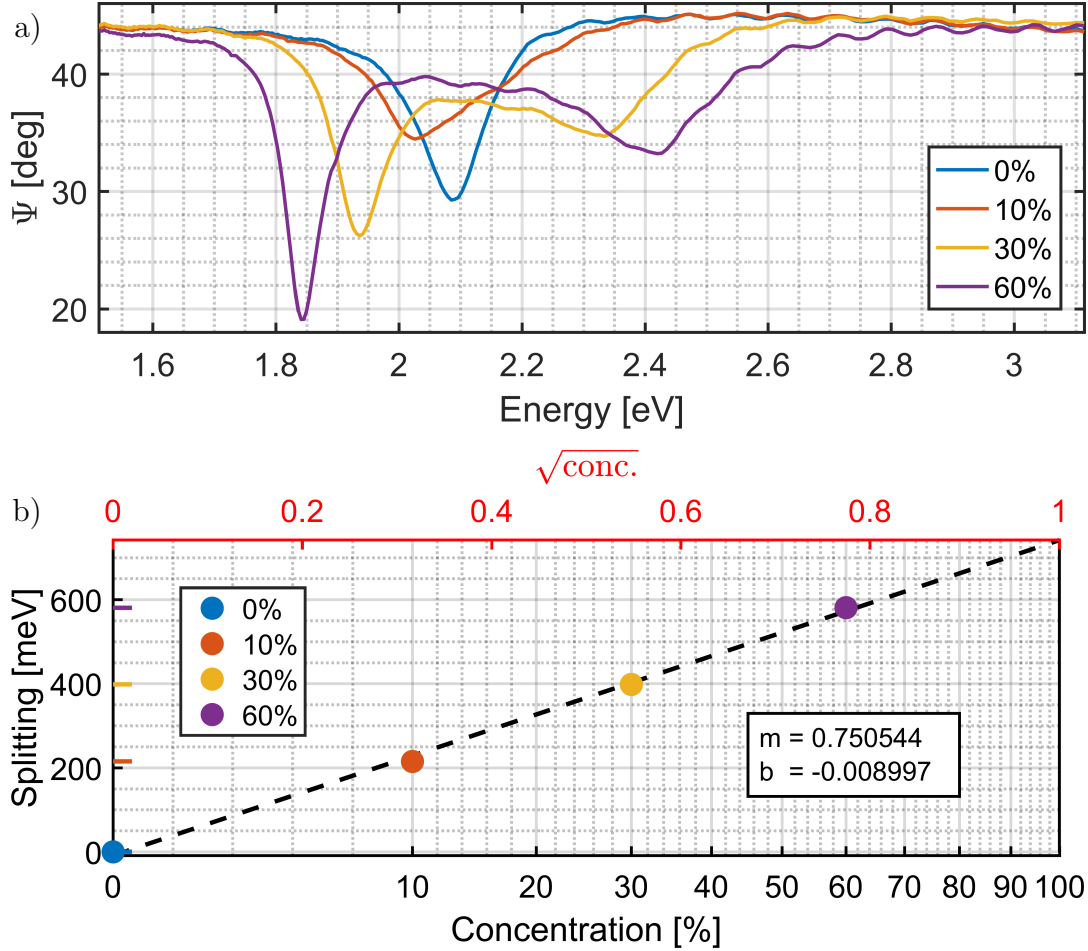 a)
Ψ [deg]
40
30
20
0%
10%
30%
60%
1.6 1.8 2 2.2 2.4 2.6 2.8 3
Energy [eV]
√conc.
b)
0 0.2 0.4 0.6 0.8 1
Splitting [meV]
600
400
200
0
0%
10%
30%
60%
m = 0.750544
b = -0.008997
0 10 20 30 40 50 60 70 80 90 100
Concentration [%]